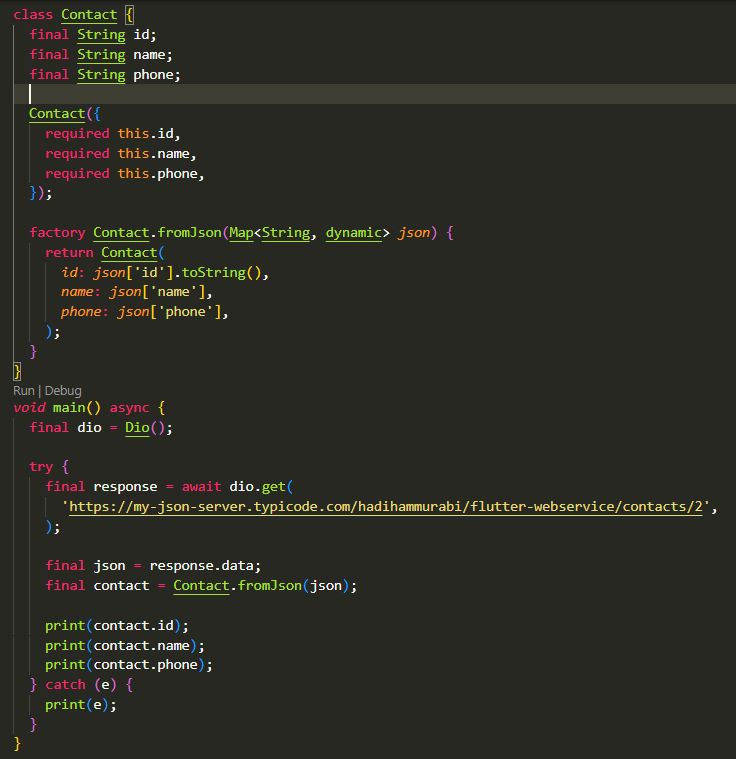 class Contact {
  final String id;
  final String name;
  final String phone;

  Contact({
    required this.id,
    required this.name,
    required this.phone,
  });

  factory Contact.fromJson(Map<String, dynamic> json) {
    return Contact(
      id: json['id'].toString(),
      name: json['name'],
      phone: json['phone'],
    );
  }
}
Run | Debug
void main() async {
  final dio = Dio();

  try {
    final response = await dio.get(
      'https://my-json-server.typicode.com/hadihammurabi/flutter-webservice/contacts/2',
    );

    final json = response.data;
    final contact = Contact.fromJson(json);

    print(contact.id);
    print(contact.name);
    print(contact.phone);
  } catch (e) {
    print(e);
  }
}